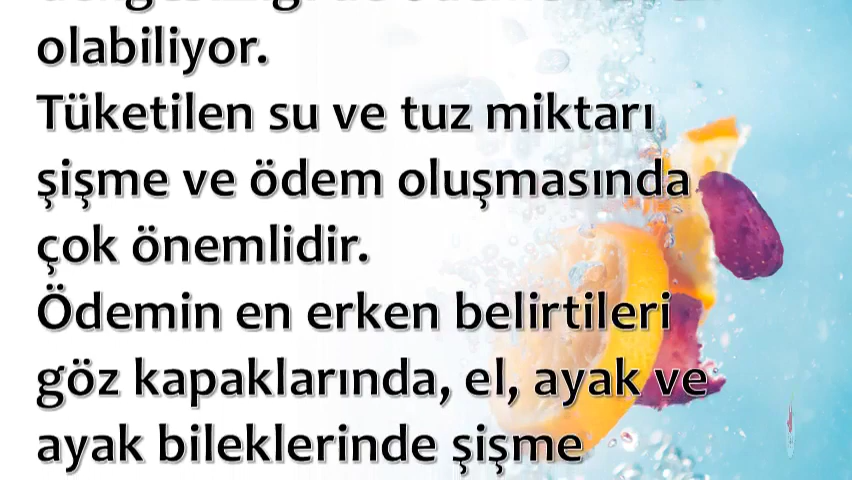 olabiliyor.
Tüketilen su ve tuz miktarı
şişme ve ödem oluşmasında
çok önemlidir.
Ödemin en erken belirtileri
göz kapaklarında, el, ayak ve
ayak bileklerinde şişme